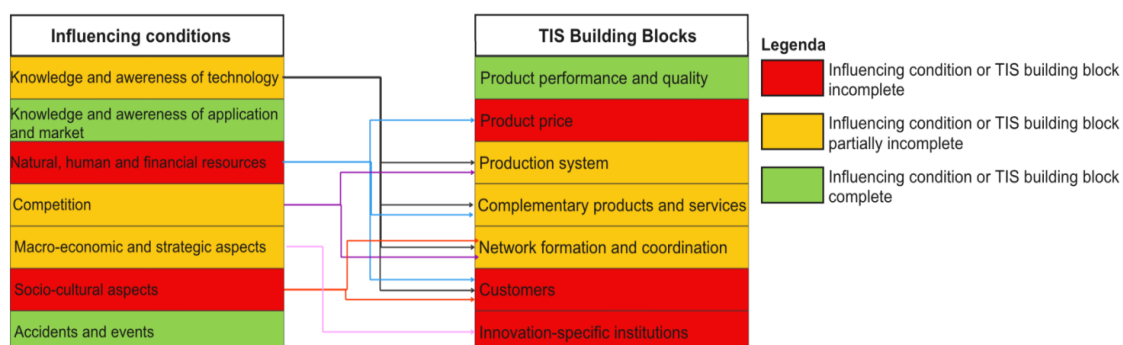 Influencing conditions
Knowledge and awereness of technology
Knowledge and awereness of application
and market
Natural, human and financial resources
Competition
Macro-economic and strategic aspects
Socio-cultural aspects
Accidents and events
TIS Building Blocks
Product performance and quality
Product price
Production system
Complementary products and services
Network formation and coordination
Customers
Innovation-specific institutions
Legenda
Influencing condition or TIS building block
incomplete
Influencing condition or TIS building block
partially incomplete
Influencing condition or TIS building block
complete